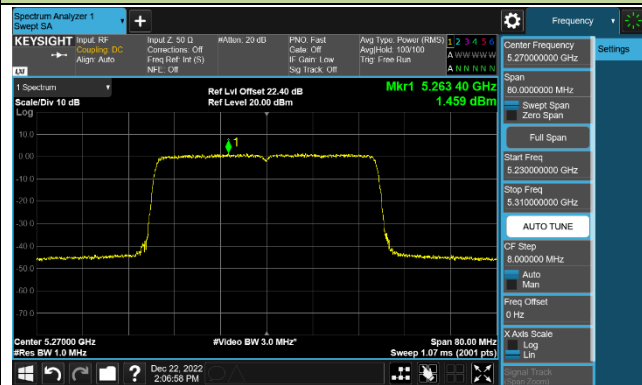 Spectrum Analyzer 1
Swept SA
Frequency
KEYSIGHT
Input: RF
Coupling: DC
Align: Auto
Input Z: 50 Ω
Corrections: Off
Freq Ref: Int (S)
NFE: Off
#Atten: 20 dB
PNO: Fast
Gate: Off
IF Gain: Low
Sig Track: Off
Avg Type: Power (RMS)
Avg|Hold: 100/100
Trig: Free Run
1 2 3 4 5 6
A W W W W W
A N N N N N
LXI
1 Spectrum
Scale/Div 10 dB
Log
Ref Lvl Offset 22.40 dB
Ref Level 20.00 dBm
Mkr1 5.263 40 GHz
1.459 dBm
1
10.0
0.00
-10.0
-20.0
-30.0
-40.0
-50.0
-60.0
-70.0
Center 5.27000 GHz
#Res BW 1.0 MHz
#Video BW 3.0 MHz*
Span 80.00 MHz
Sweep 1.07 ms (2001 pts)
Dec 22, 2022
2:06:58 PM
Center Frequency
5.270000000 GHz
Span
80.0000000 MHz
Swept Span
Zero Span
Full Span
Start Freq
5.230000000 GHz
Stop Freq
5.310000000 GHz
AUTO TUNE
CF Step
8.000000 MHz
Auto
Man
Freq Offset
0 Hz
X Axis Scale
Log
Lin
Signal Track
(Span Zoom)
Settings